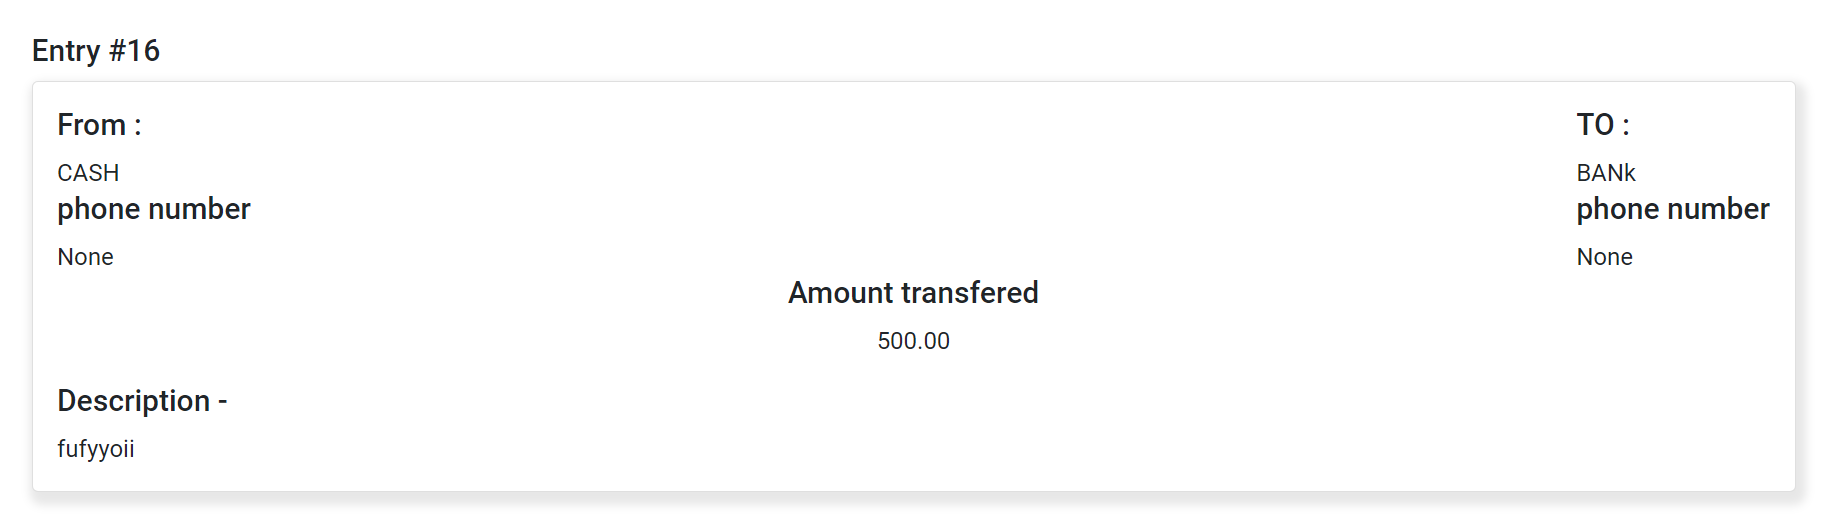 Entry #16
From :
CASH
phone number
None
TO :
BANk
phone number
None
Amount transfered
500.00
Description -
fufyyoii